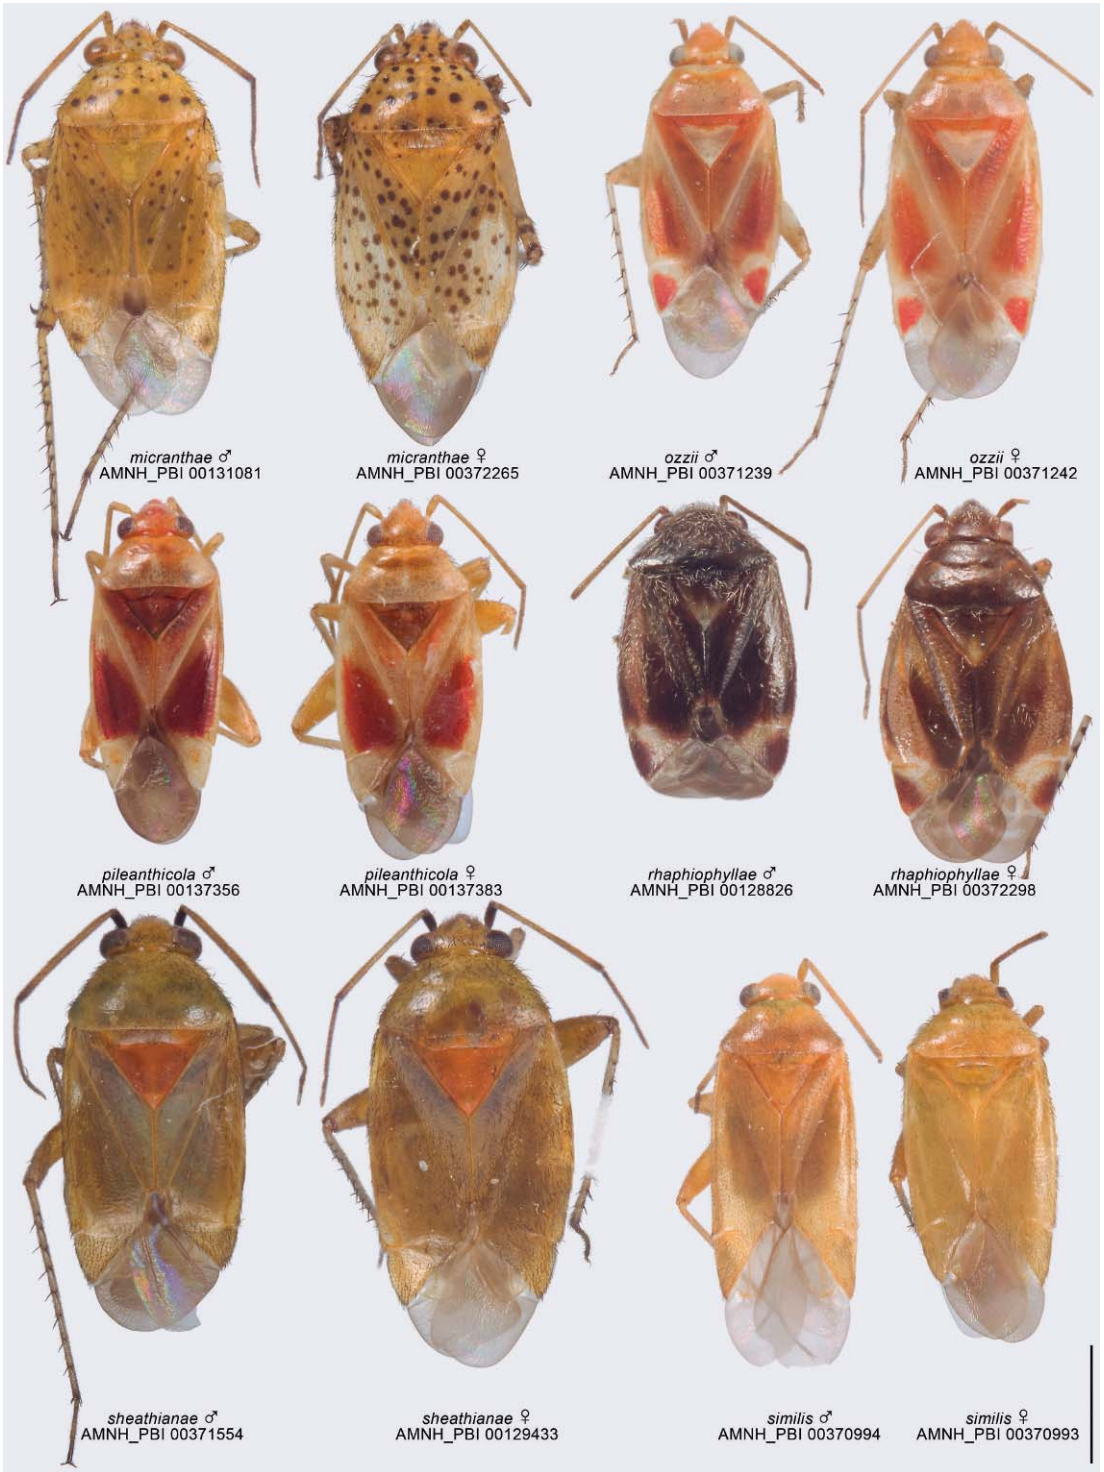 micranthae ♂
AMNH_PBI 00131081
micranthae ♀
AMNH_PBI 00372265
ozzii ♂
AMNH_PBI 00371239
ozzii ♀
AMNH_PBI 00371242
pileanthicola ♂
AMNH_PBI 00137356
pileanthicola ♀
AMNH_PBI 00137383
rhaphiophyllae ♂
AMNH_PBI 00128826
rhaphiophyllae ♀
AMNH_PBI 00372298
sheathianae ♂
AMNH_PBI 00371554
sheathianae ♀
AMNH_PBI 00129433
similis ♂
AMNH_PBI 00370994
similis ♀
AMNH_PBI 00370993